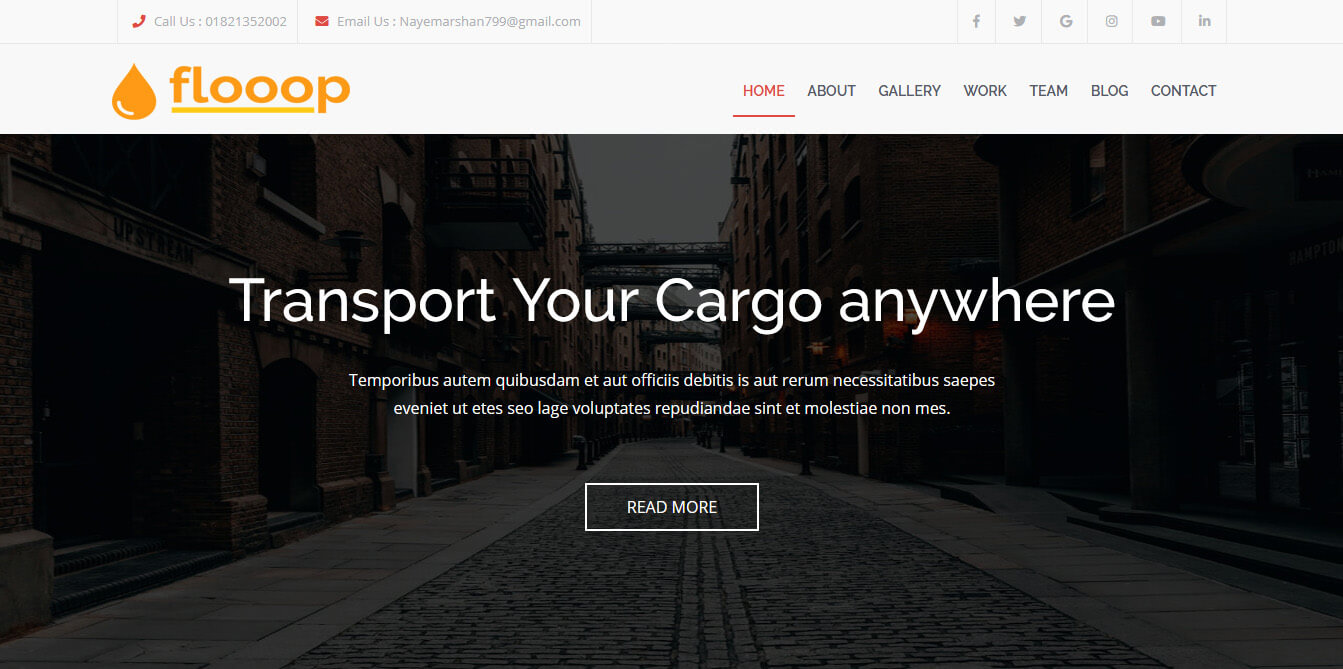 Call Us : 01821352002 Email Us : Nayemarshan799@gmail.com
flooop
HOME ABOUT GALLERY WORK TEAM BLOG CONTACT
UPSTREAM
Transport Your Cargo anywhere
Temporibus autem quibusdam et aut officiis debitis is aut rerum necessitatibus saepes
eveniet ut etes seo lage voluptates repudiandae sint et molestiae non mes.
READ MORE